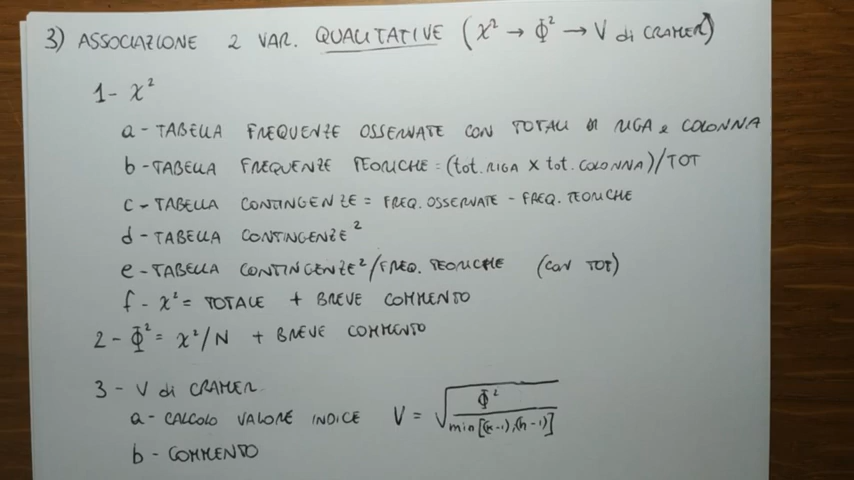 3) ASSOCIAZIONE 2 VAR. QUALITATIVE (χ² → Φ² → V di CRAMER)
1- χ²
a - TABELLA FREQUENZE OSSERVATE CON TOTALI DI RIGA e COLONNA
b - TABELLA FREQUENZE TEORICHE = (tot. RIGA X tot. COLONNA)/TOT
c - TABELLA CONTINGENZE = FREQ. OSSERVATE - FREQ. TEORICHE
d - TABELLA CONTINGENZE²
e - TABELLA CONTINGENZE²/FREQ. TEORICHE (CON TOT)
f - χ² = TOTALE + BREVE COMMENTO
2 - Φ² = χ²/N + BREVE COMMENTO
3 - V di CRAMER
a - CALCOLO VALORE INDICE V = √(Φ² / min[(k-1),(h-1)])
b - COMMENTO